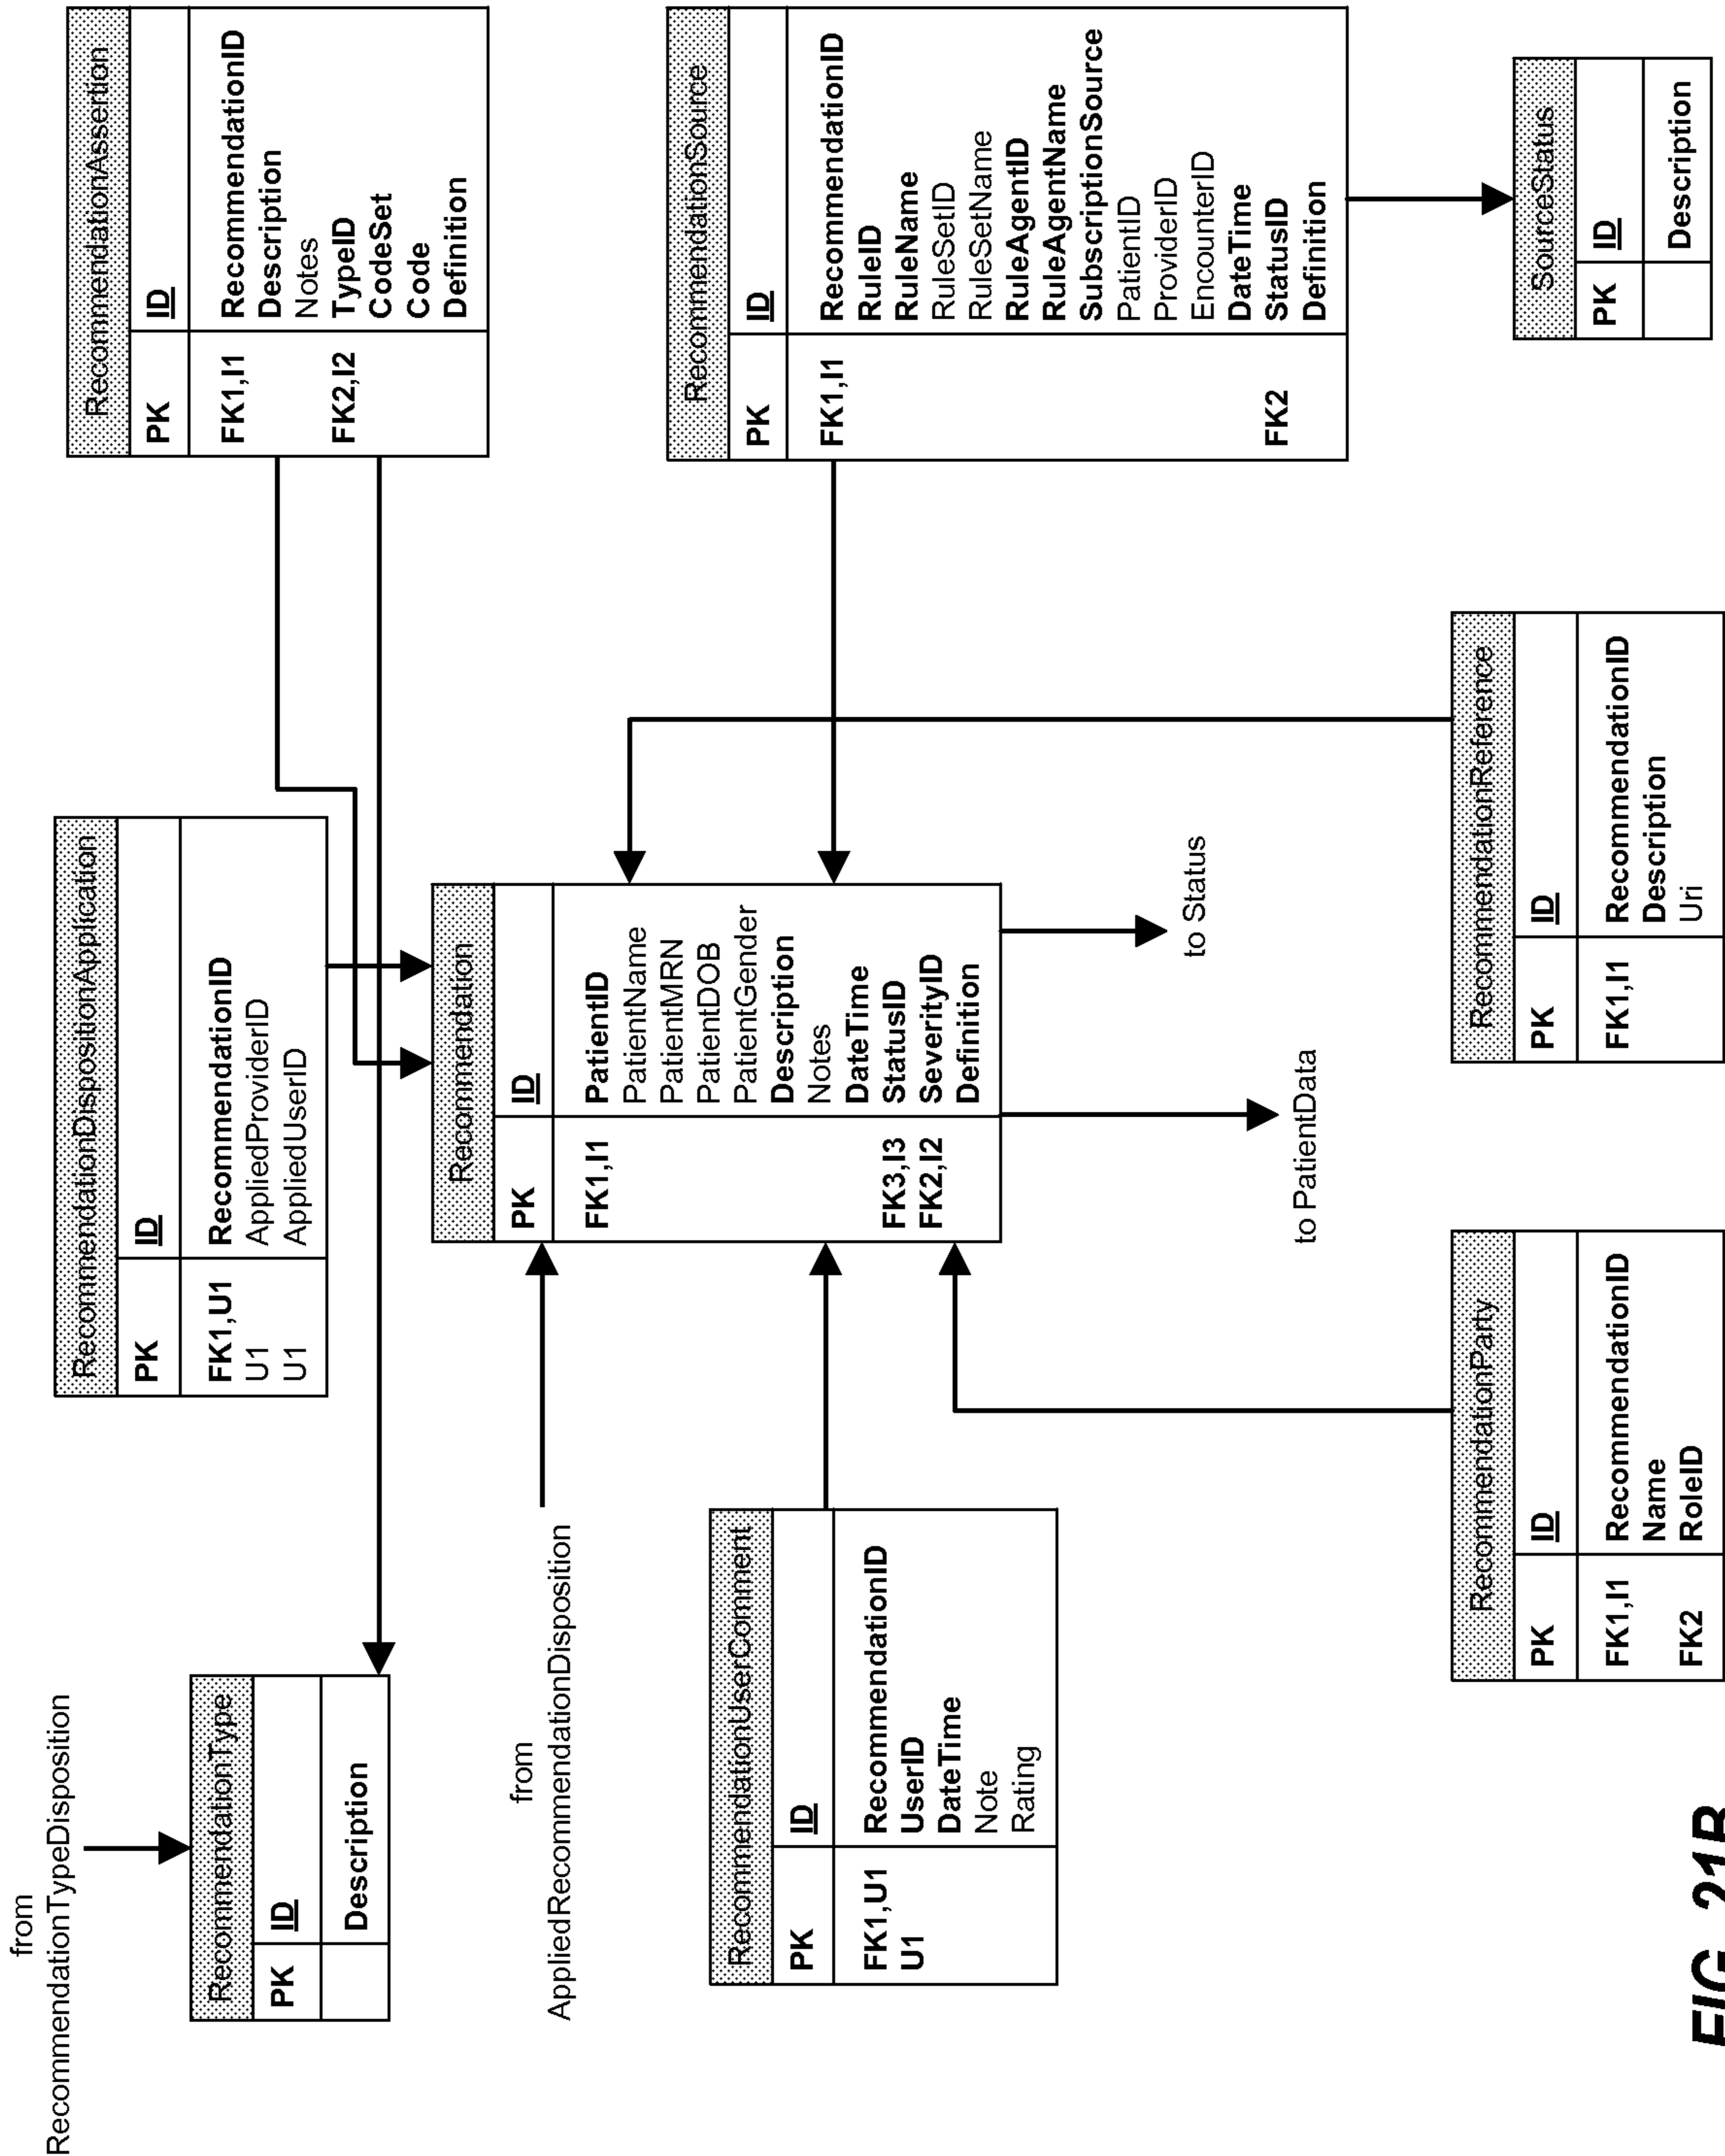 from
RecommendationTypeDisposition
RecommendationType
PK ID
Description
RecommendationDispositionApplication
PK ID
FK1,U1 RecommendationID
U1 AppliedProviderID
U1 AppliedUserID
RecommendationAssertion
PK ID
FK1,I1 RecommendationID
Description
Notes
FK2,I2 TypeID
CodeSet
Code
Definition
from
AppliedRecommendationDisposition
Recommendation
PK ID
FK1,I1 PatientID
PatientName
PatientMRN
PatientDOB
PatientGender
Description
Notes
DateTime
FK3,I3 StatusID
FK2,I2 SeverityID
Definition
RecommendationUserComment
PK ID
FK1,U1 RecommendationID
U1 UserID
DateTime
Note
Rating
RecommendationSource
PK ID
FK1,I1 RecommendationID
RuleID
RuleName
RuleSetID
RuleSetName
RuleAgentID
RuleAgentName
SubscriptionSource
PatientID
ProviderID
EncounterID
DateTime
FK2 StatusID
Definition
to PatientData
to Status
RecommendationParty
PK ID
FK1,I1 RecommendationID
Name
FK2 RoleID
RecommendationReference
PK ID
FK1,I1 RecommendationID
Description
Uri
SourceStatus
PK ID
Description
FIG. 21B